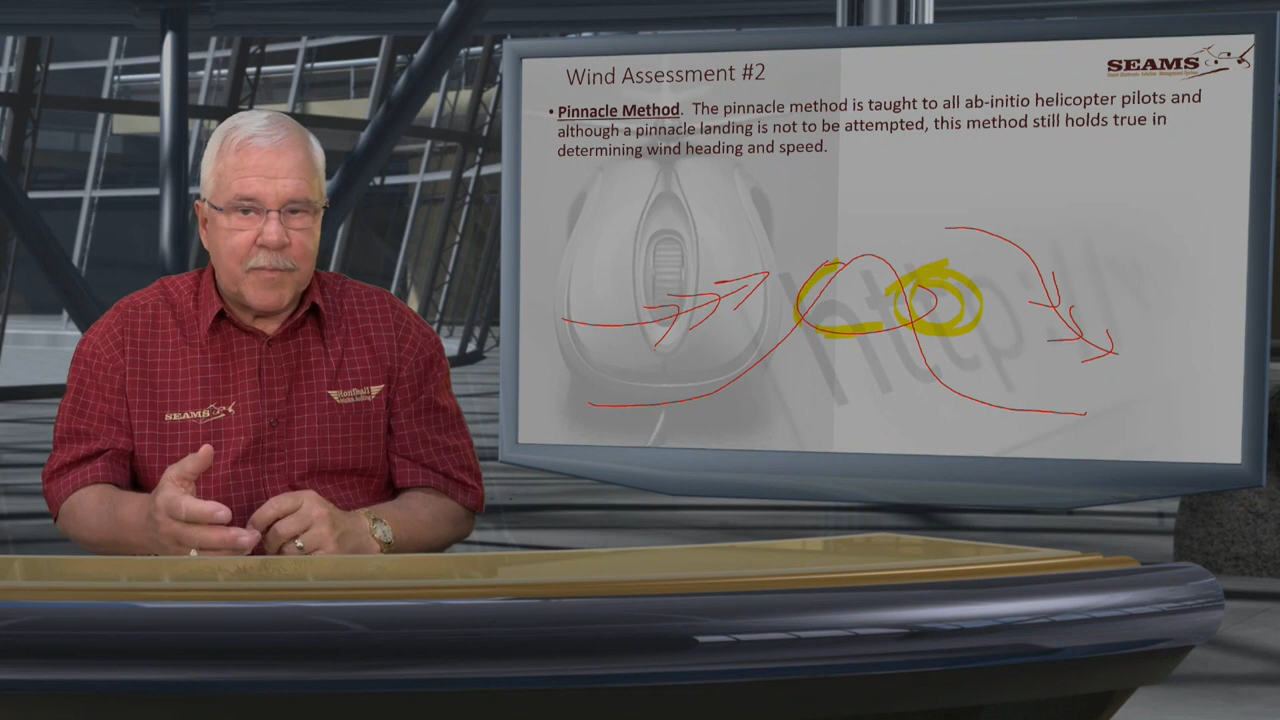 Wind Assessment #2
SEAMS
• Pinnacle Method. The pinnacle method is taught to all ab-initio helicopter pilots and
although a pinnacle landing is not to be attempted, this method still holds true in
determining wind heading and speed.
http:/
SEAMS